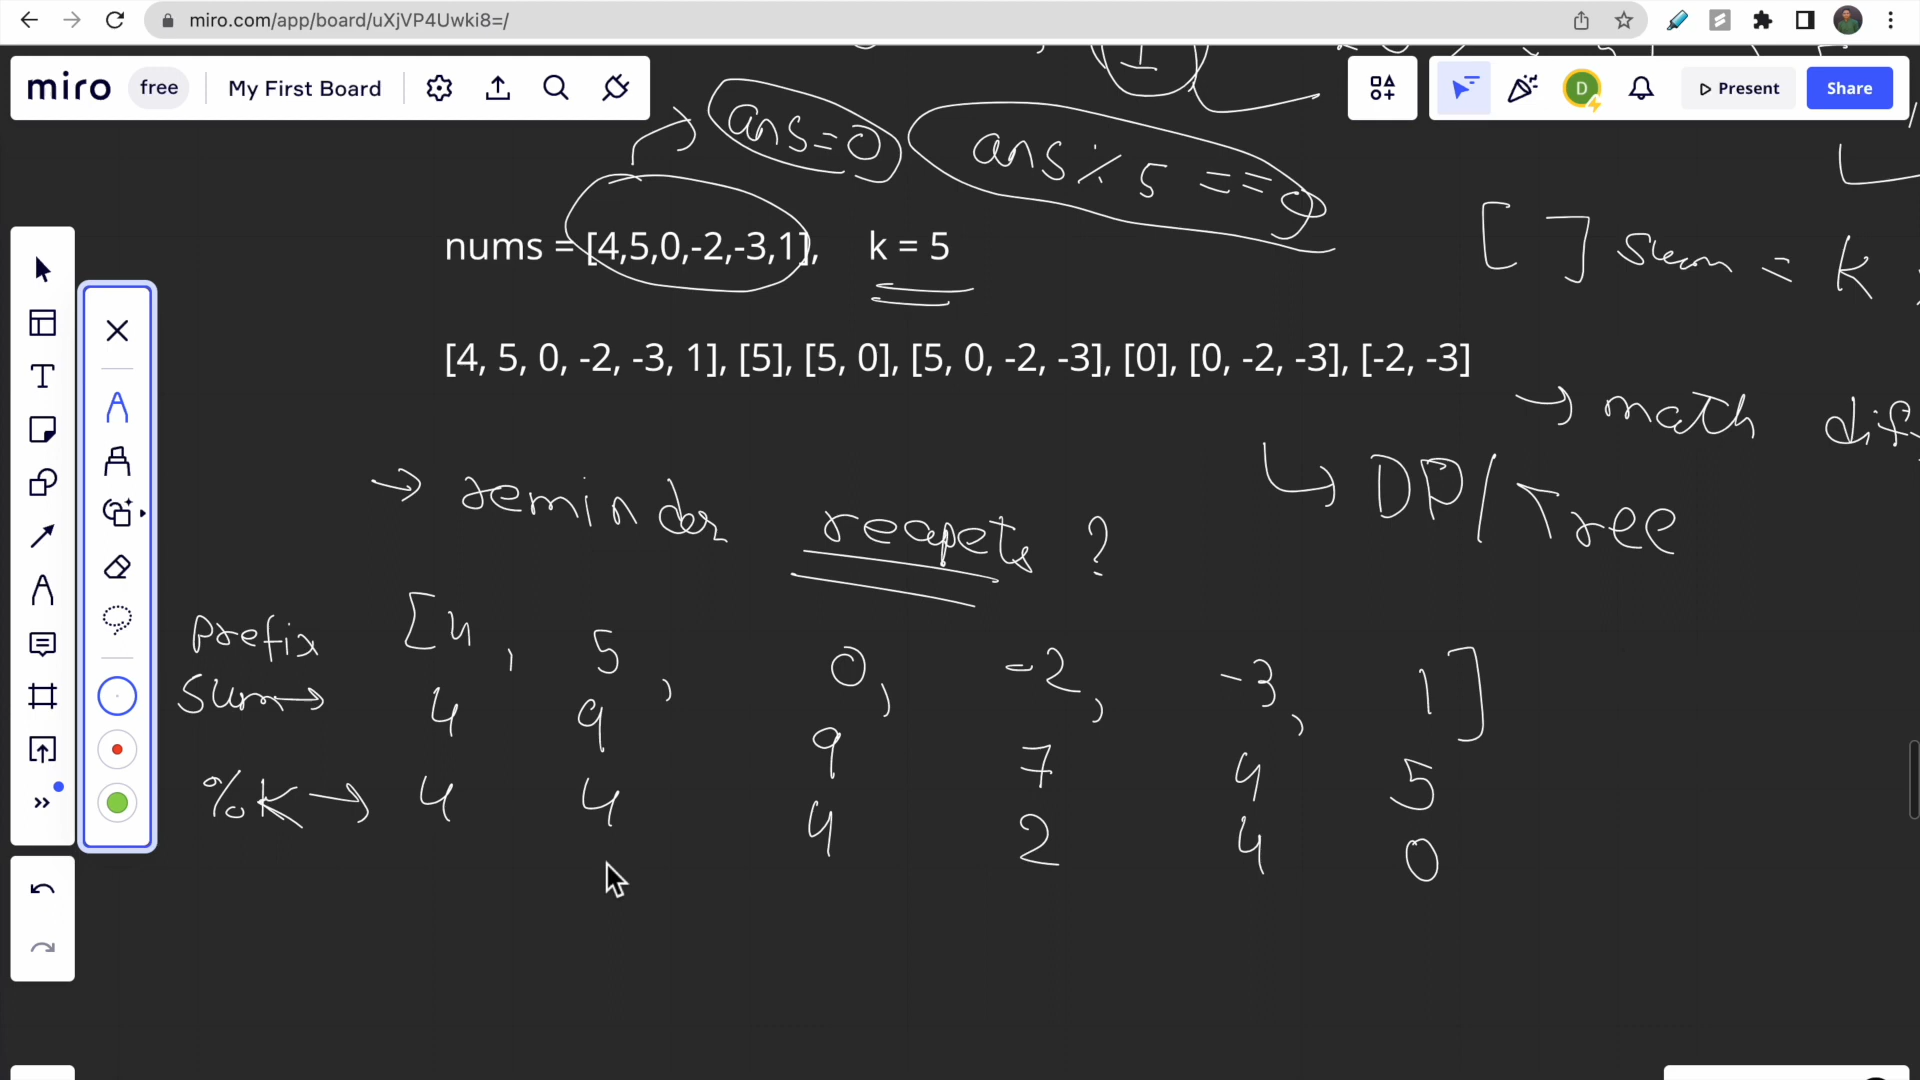 miro.com/app/board/uXjVP4Uwki8=/
miro free My First Board
D Present Share
ans=0 ans % 5 == 0
nums = [4,5,0,-2,-3,1], k = 5
[ ] sum = k
[4, 5, 0, -2, -3, 1], [5], [5, 0], [5, 0, -2, -3], [0], [0, -2, -3], [-2, -3]
→ math
→ reminder reapets ?
↳ DP/Tree
prefix [4, 5, 0, -2, -3, 1]
sum→ 4 9 9 7 4 5
%K→ 4 4 4 2 4 0